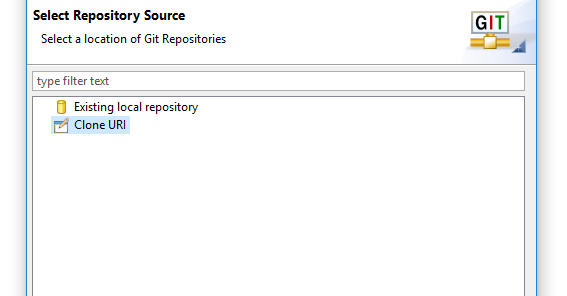 Select Repository Source
Select a location of Git Repositories
GIT
type filter text
Existing local repository
Clone URI